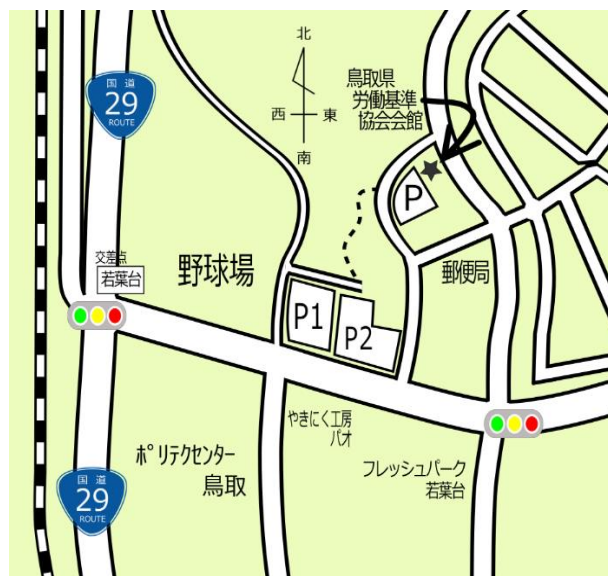 国道
29
ROUTE
北
西
東
南
鳥取県
労働基準
協会会館
P
交差点
若葉台
野球場
郵便局
P1
P2
やきにく工房
パオ
ポリテクセンター
鳥取
フレッシュパーク
若葉台
国道
29
ROUTE